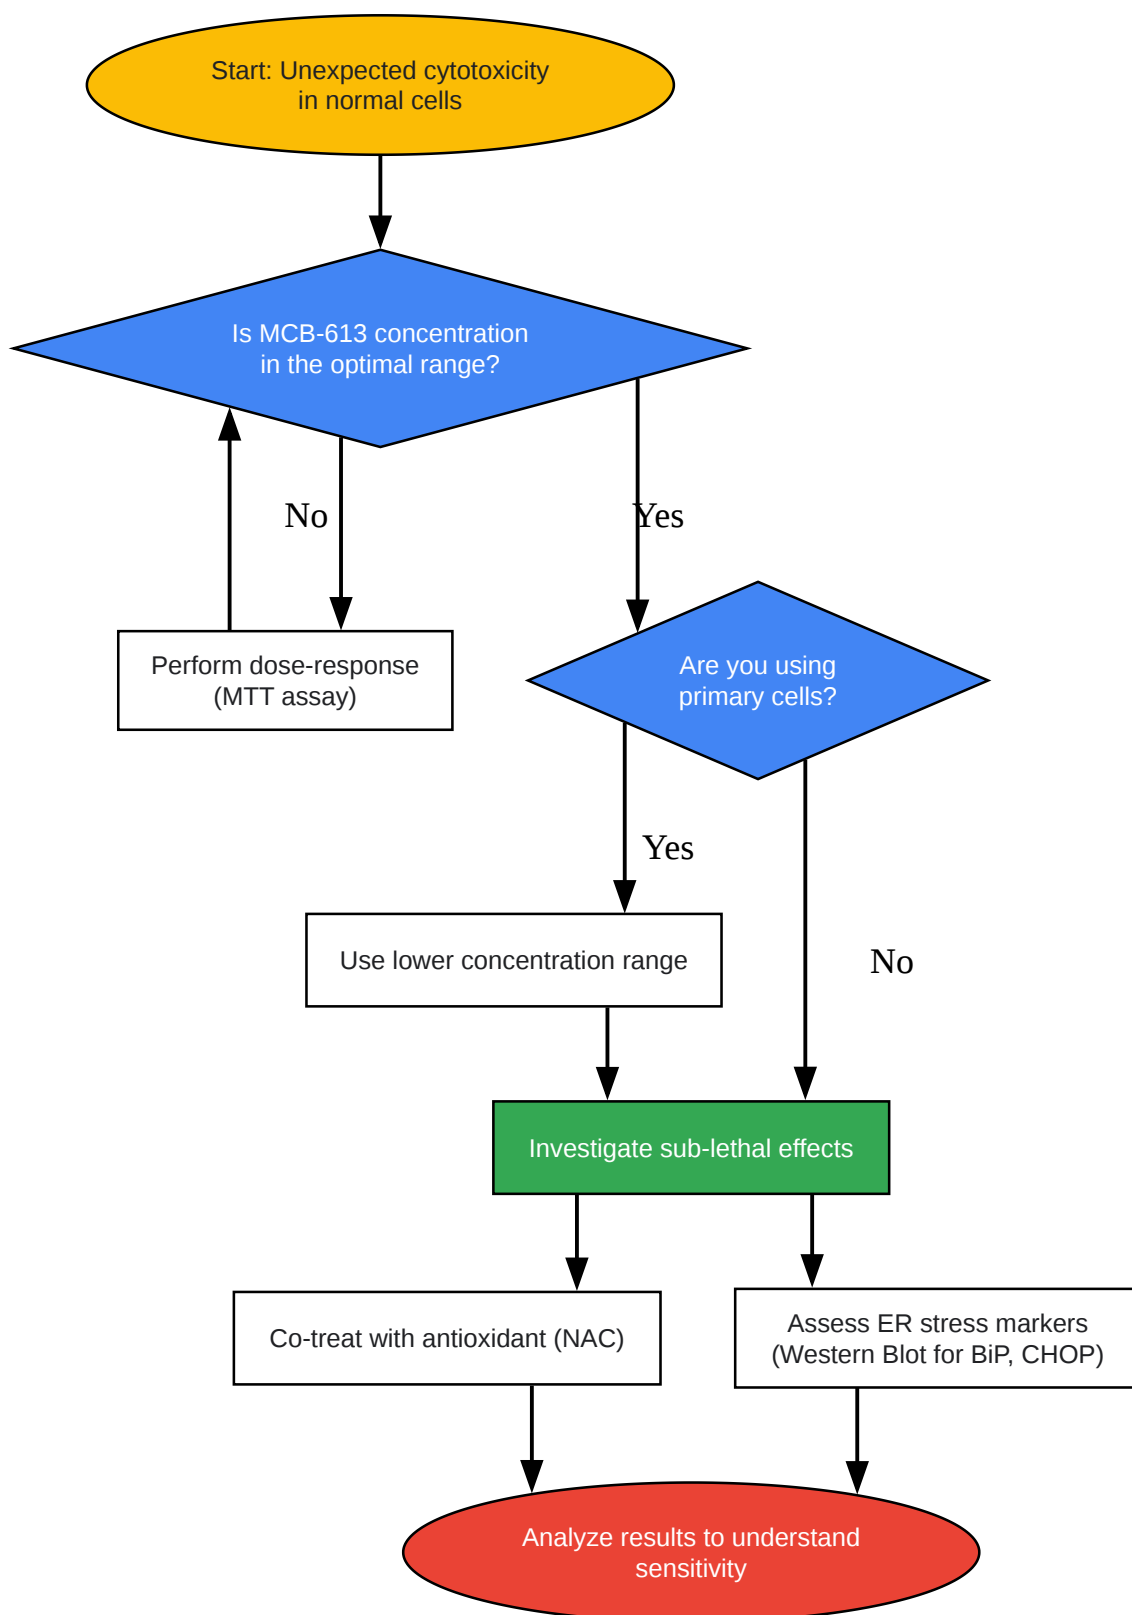 Start: Unexpected cytotoxicity
in normal cells
Is MCB-613 concentration
in the optimal range?
No
Yes
Perform dose-response
(MTT assay)
Are you using
primary cells?
Yes
Use lower concentration range
No
Investigate sub-lethal effects
Co-treat with antioxidant (NAC)
Assess ER stress markers
(Western Blot for BiP, CHOP)
Analyze results to understand
sensitivity